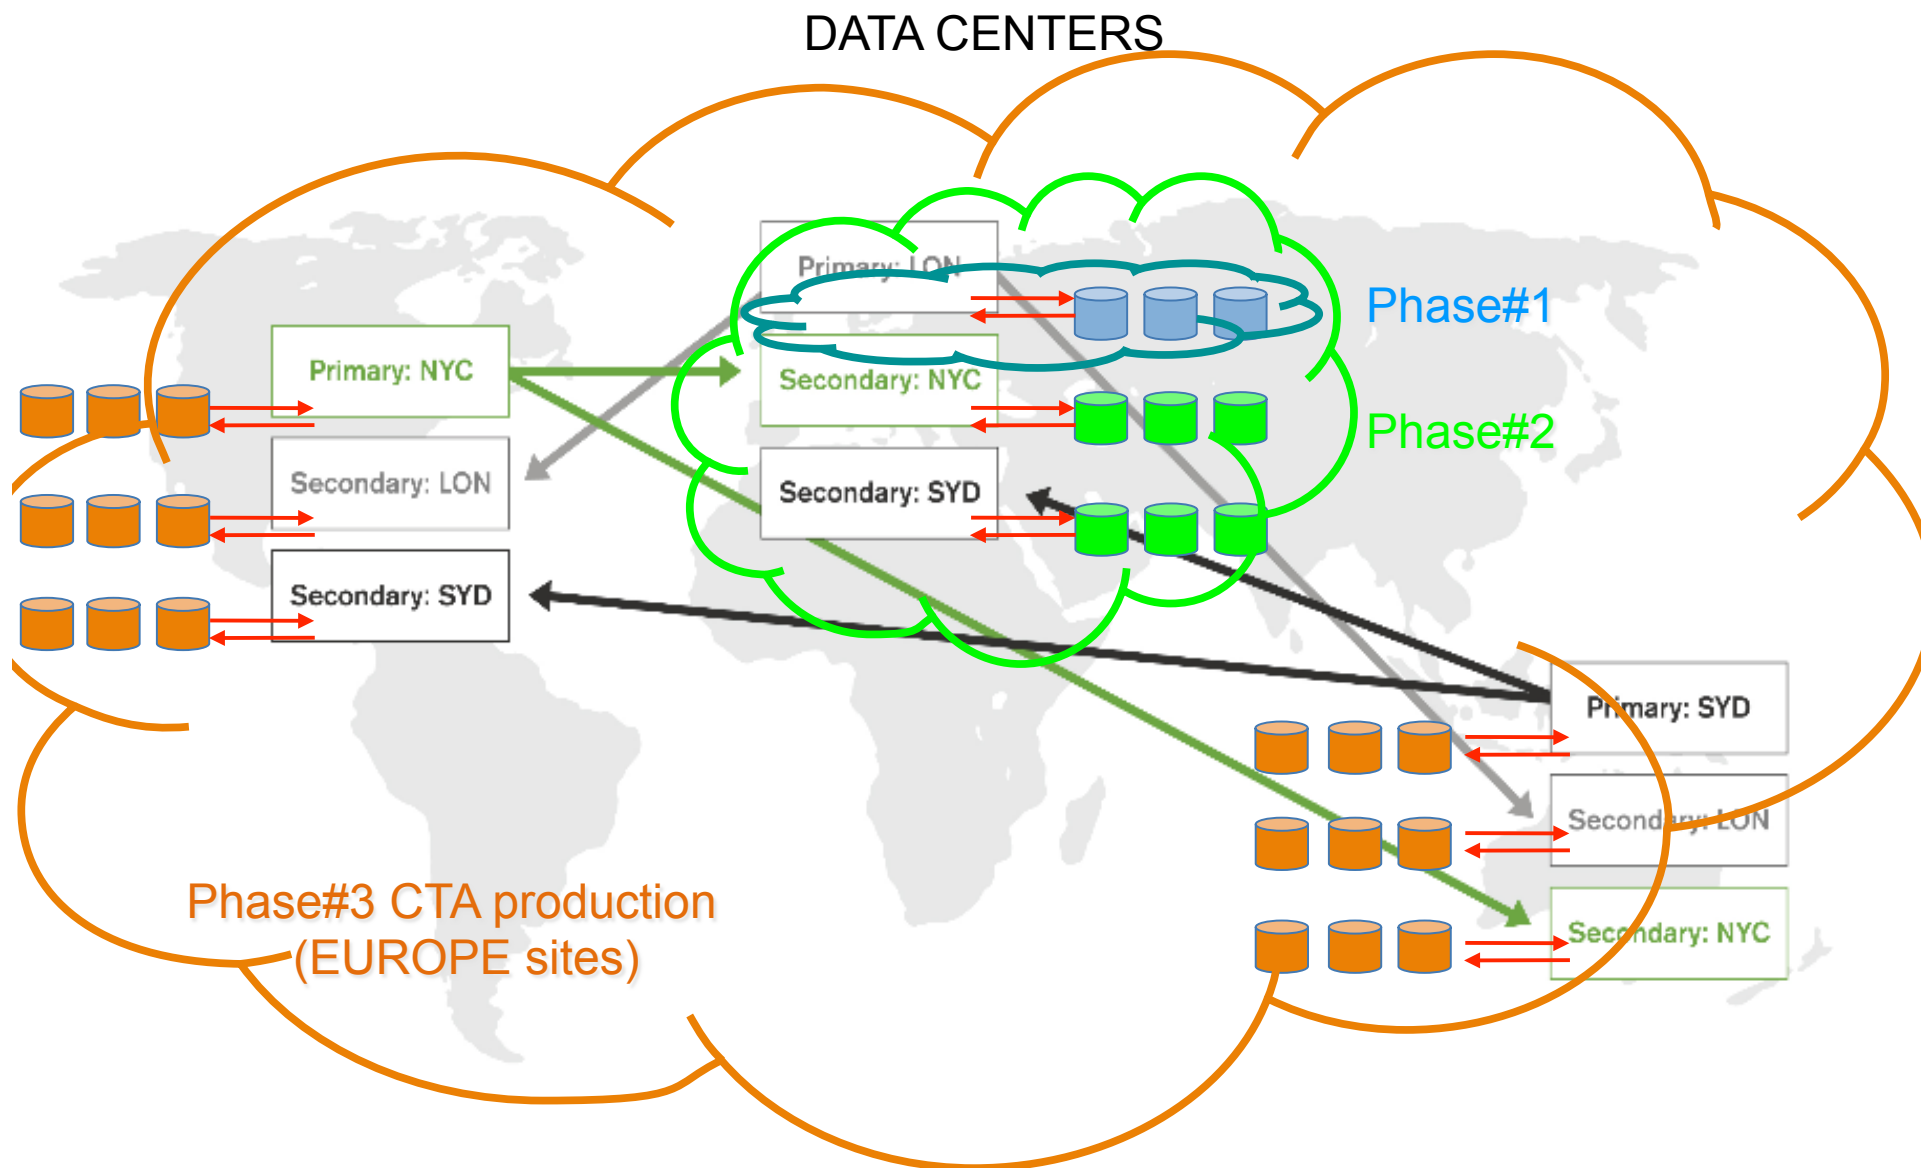 DATA CENTERS
Primary: LON
Phase#1
Primary: NYC
Secondary: NYC
Phase#2
Secondary: LON
Secondary: SYD
Secondary: SYD
Primary: SYD
Secondary: LON
Phase#3 CTA production
(EUROPE sites)
Secondary: NYC